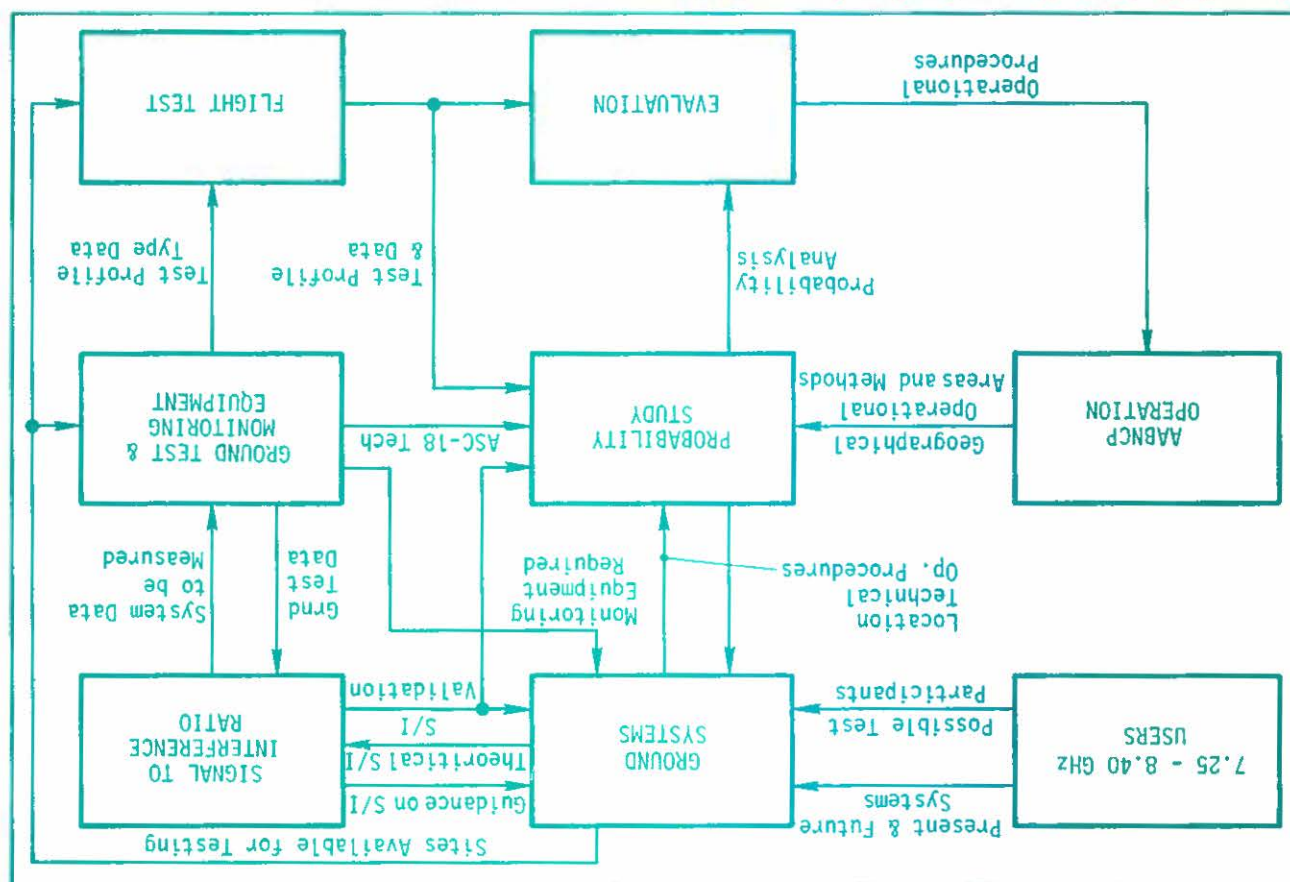 Sites Available for Testing
7.25 - 8.40 GHz
USERS
Present & Future
Systems
Possible Test
Participants
GROUND
SYSTEMS
Guidance on S/I
Theoritical S/I
S/I
Validation
SIGNAL TO
INTERFERENCE
RATIO
Location
Technical
Op. Procedures
Monitoring
Equipment
Required
Grnd
Test
Data
System Data
to be
Measured
AABNCP
OPERATION
Geographical
Operational
Areas and Methods
PROBABILITY
STUDY
ASC-18 Tech
GROUND TEST &
MONITORING
EQUIPMENT
Probability
Analysis
Test Profile
& Data
Test Profile
Type Data
Operational
Procedures
EVALUATION
FLIGHT TEST